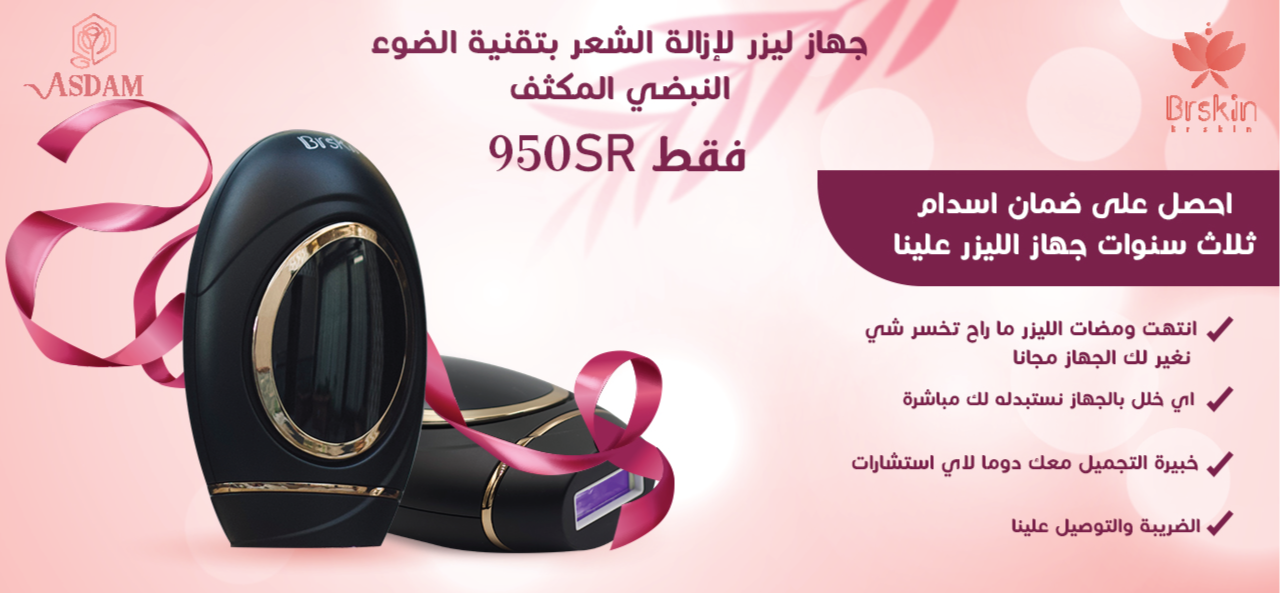 ASDAM
Brskin
brskin
جهاز ليزر لإزالة الشعر بتقنية الضوء
النبضي المكثف
فقط 950SR
احصل على ضمان اسدام
ثلاث سنوات جهاز الليزر علينا
انتهت ومضات الليزر ما راح تخسر شي
نغير لك الجهاز مجانا
اي خلل بالجهاز نستبدله لك مباشرة
خبيرة التجميل معك دوما لاي استشارات
الضريبة والتوصيل علينا